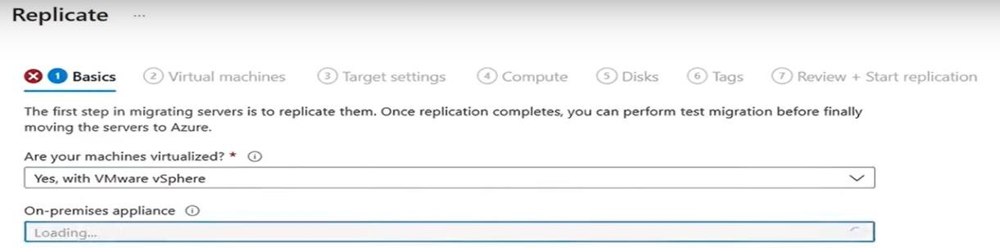 Replicate ...
1 Basics 2 Virtual machines 3 Target settings 4 Compute 5 Disks 6 Tags 7 Review + Start replication
The first step in migrating servers is to replicate them. Once replication completes, you can perform test migration before finally
moving the servers to Azure.
Are your machines virtualized? *
Yes, with VMware vSphere
On-premises appliance
Loading...